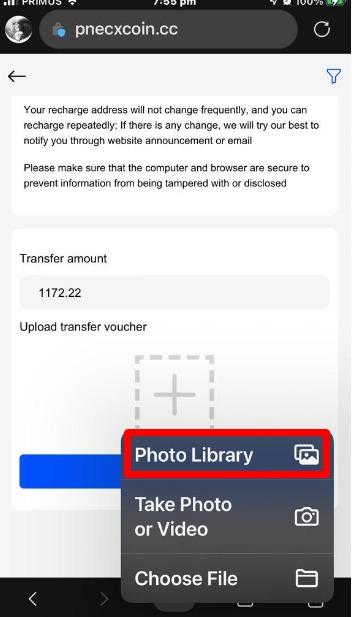 PRIMUS 7:55 pm 100%
pnecxcoin.cc
Your recharge address will not change frequently, and you can
recharge repeatedly; If there is any change, we will try our best to
notify you through website announcement or email
Please make sure that the computer and browser are secure to
prevent information from being tampered with or disclosed
Transfer amount
1172.22
Upload transfer voucher
Photo Library
Take Photo
or Video
Choose File